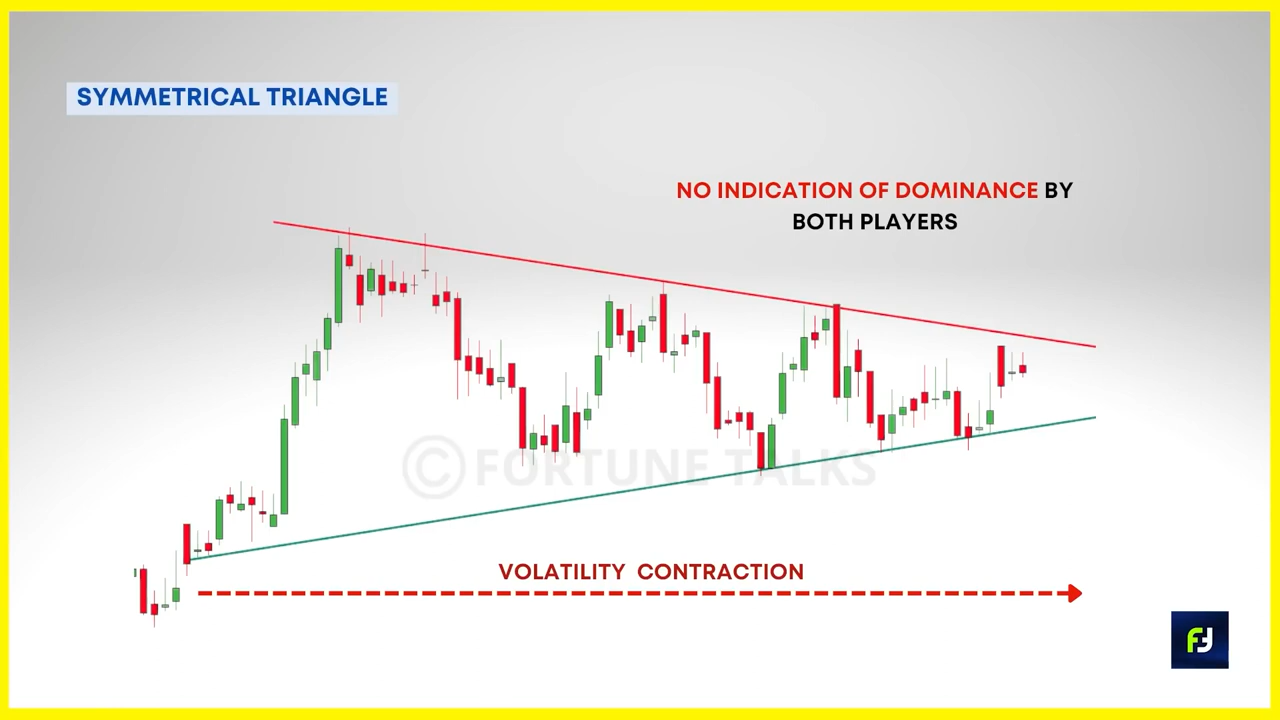 SYMMETRICAL TRIANGLE
NO INDICATION OF DOMINANCE BY
BOTH PLAYERS
© FORTUNE TALKS
VOLATILITY CONTRACTION